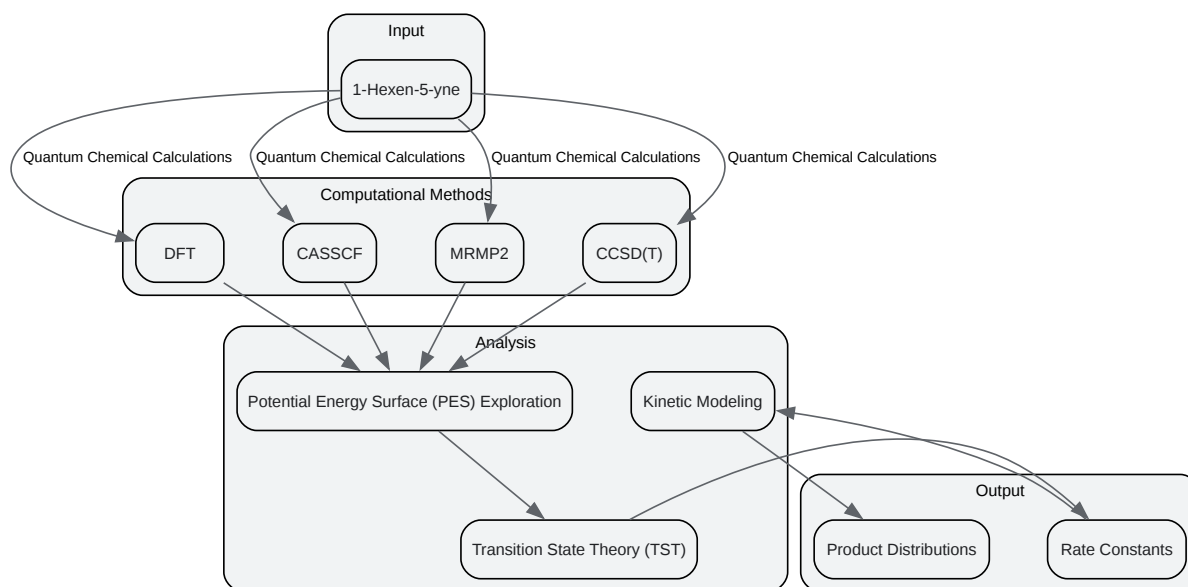 Input
1-Hexen-5-yne
Quantum Chemical Calculations
Quantum Chemical Calculations
Quantum Chemical Calculations
Quantum Chemical Calculations
Computational Methods
DFT
CASSCF
MRMP2
CCSD(T)
Analysis
Potential Energy Surface (PES) Exploration
Kinetic Modeling
Output
Transition State Theory (TST)
Product Distributions
Rate Constants